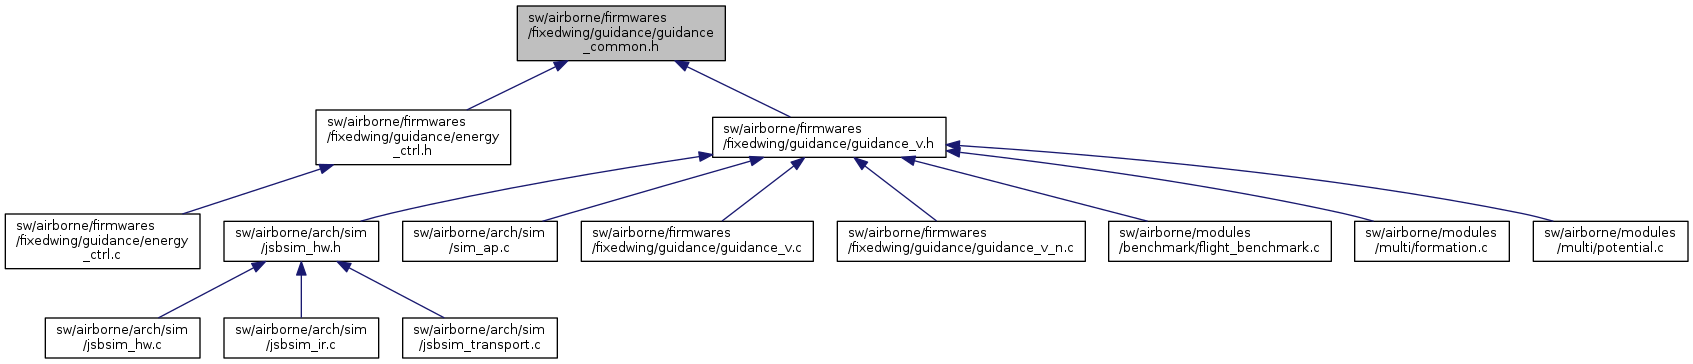 sw/airborne/firmwares
/fixedwing/guidance/guidance
_common.h
sw/airborne/firmwares
/fixedwing/guidance/energy
_ctrl.h
sw/airborne/firmwares
/fixedwing/guidance/guidance_v.h
sw/airborne/firmwares
/fixedwing/guidance/energy
_ctrl.c
sw/airborne/arch/sim
/jsbsim_hw.h
sw/airborne/arch/sim
/sim_ap.c
sw/airborne/firmwares
/fixedwing/guidance/guidance_v.c
sw/airborne/firmwares
/fixedwing/guidance/guidance_v_n.c
sw/airborne/modules
/benchmark/flight_benchmark.c
sw/airborne/modules
/multi/formation.c
sw/airborne/modules
/multi/potential.c
sw/airborne/arch/sim
/jsbsim_hw.c
sw/airborne/arch/sim
/jsbsim_ir.c
sw/airborne/arch/sim
/jsbsim_transport.c